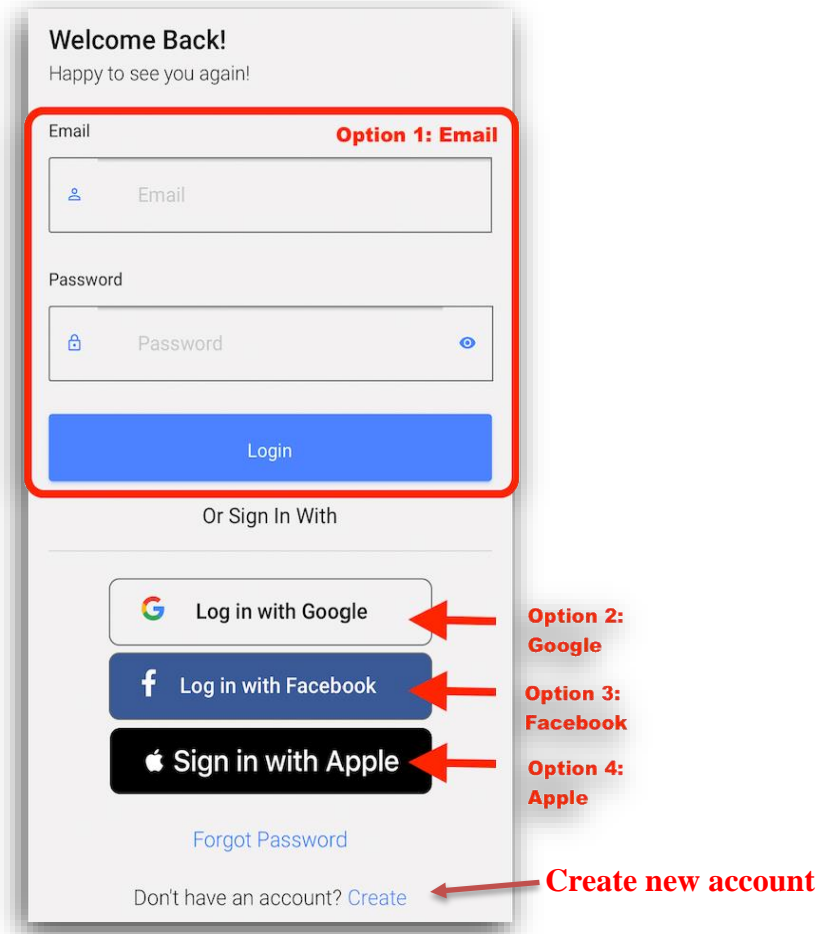 Welcome Back!
Happy to see you again!
Email
Option 1: Email
Email
Password
Password
Login
Or Sign In With
Log in with Google
Option 2:
Google
Log in with Facebook
Option 3:
Facebook
Sign in with Apple
Option 4:
Apple
Forgot Password
Don't have an account? Create
Create new account